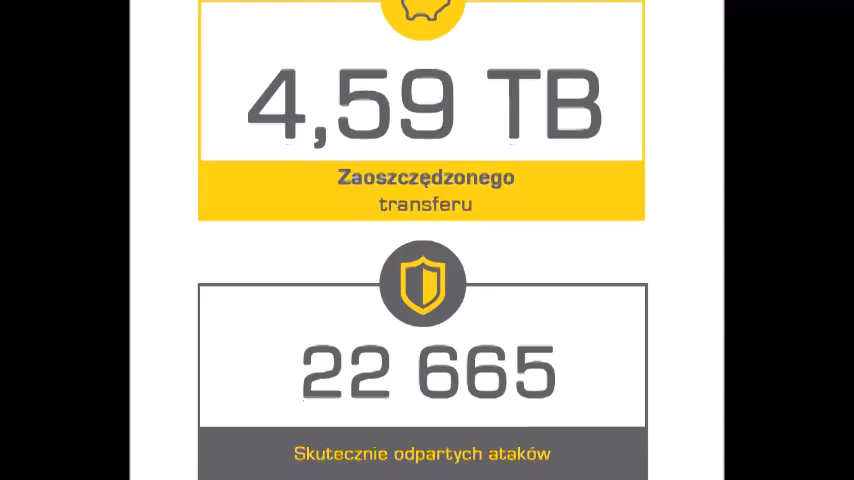 4,59 TB
Zaoszczędzonego
transferu
22 665
Skutecznie odpartych ataków